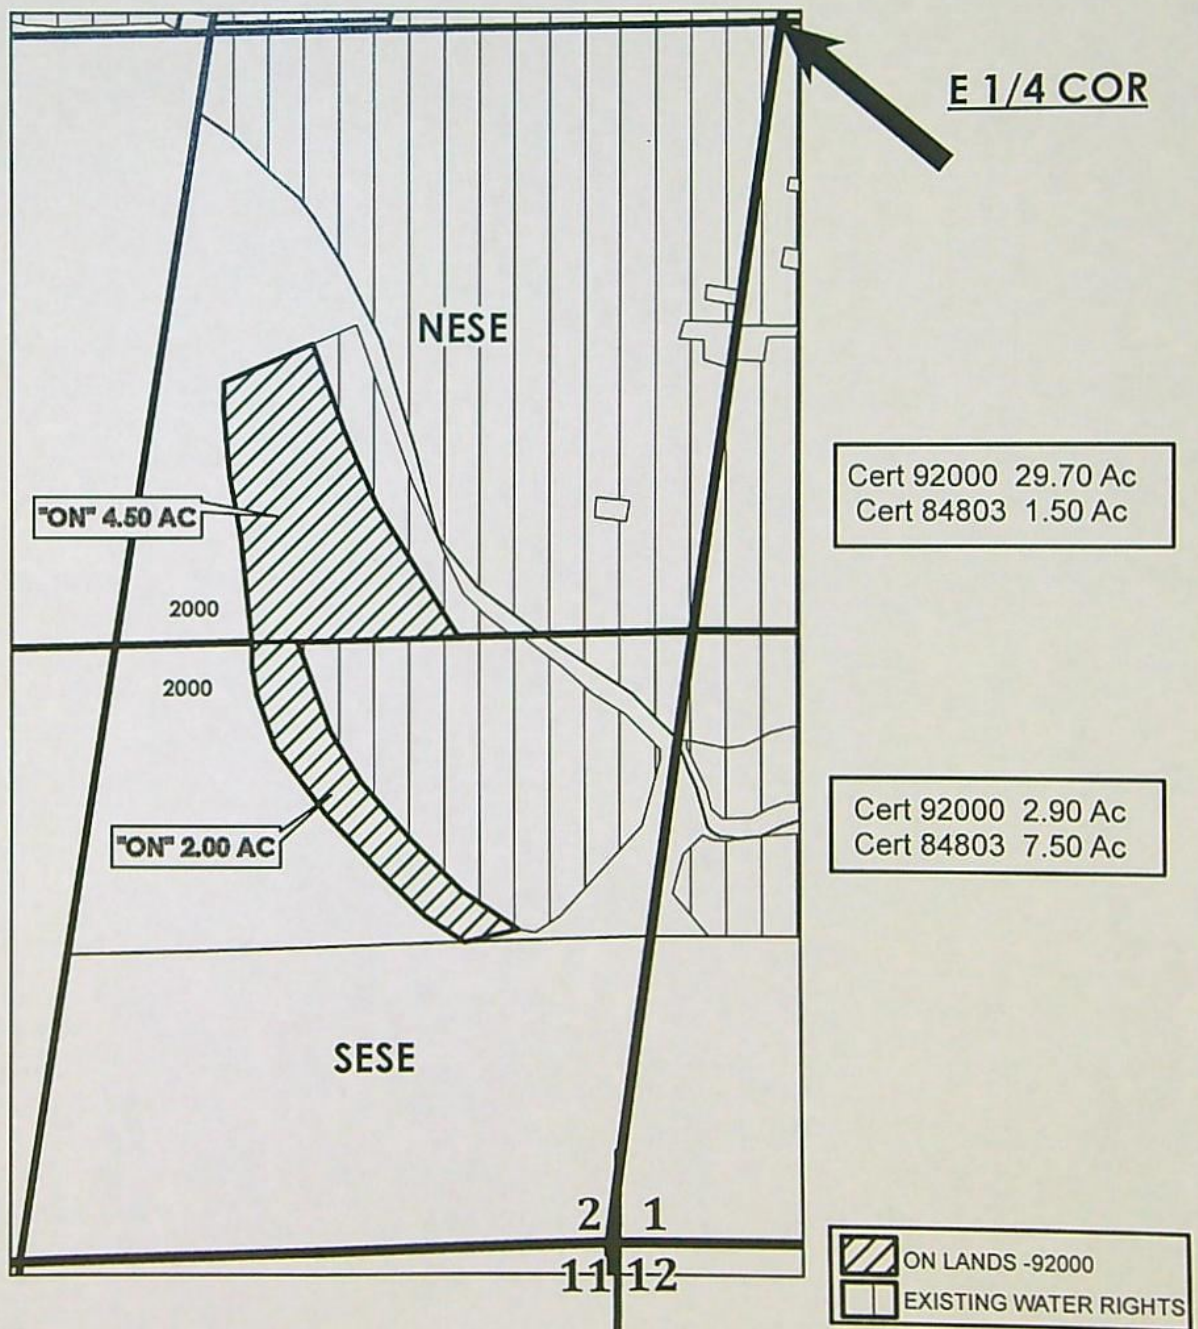 E 1/4 COR
NESE
Cert 92000 29.70 Ac
Cert 84803 1.50 Ac
"ON" 4.50 AC
2000
2000
Cert 92000 2.90 Ac
Cert 84803 7.50 Ac
"ON" 2.00 AC
SESE
2 1
11 12
ON LANDS -92000
EXISTING WATER RIGHTS